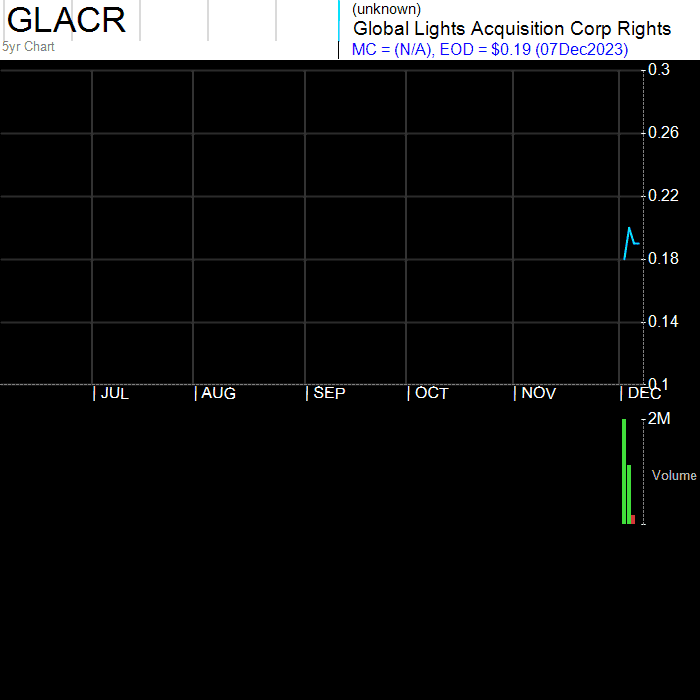 GLACR
5yr Chart
(unknown)
Global Lights Acquisition Corp Rights
MC = (N/A), EOD = $0.19 (07Dec2023)
0.3
0.26
0.22
0.18
0.14
0.1
JUL AUG SEP OCT NOV DEC
2M
Volume